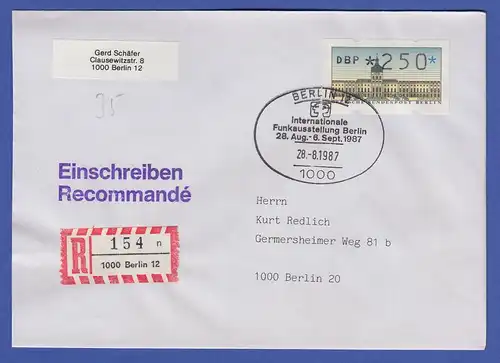 Gerd Schäfer
Clausewitzstr. 8
1000 Berlin 12
DBP *250*
DEUTSCHE BUNDESPOST BERLIN
35
BERLIN 12
Internationale
Funkausstellung Berlin
28. Aug.-6. Sept. 1987
28.-8.1987
1000
Einschreiben
Recommandé
R 154 n
1000 Berlin 12
Herrn
Kurt Redlich
Germersheimer Weg 81 b
1000 Berlin 20